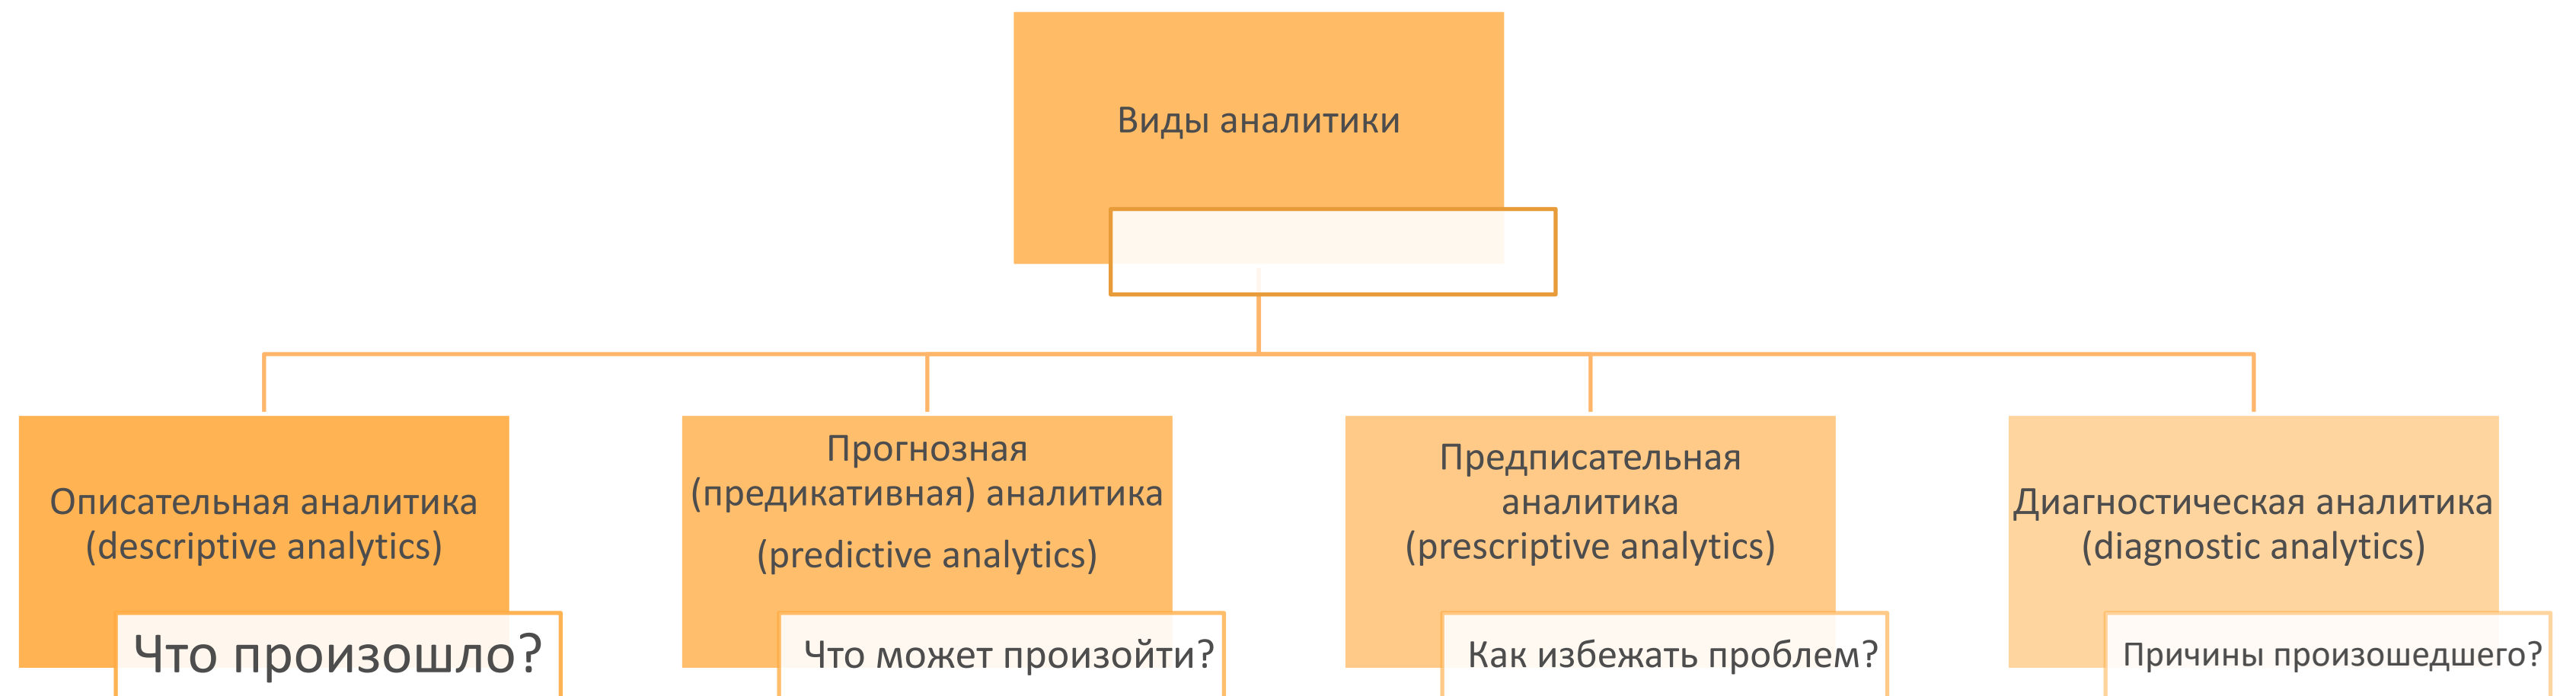 Виды аналитики
Описательная аналитика
(descriptive analytics)
Что произошло?
Прогнозная
(предикативная) аналитика
(predictive analytics)
Что может произойти?
Предписательная
аналитика
(prescriptive analytics)
Как избежать проблем?
Диагностическая аналитика
(diagnostic analytics)
Причины произошедшего?